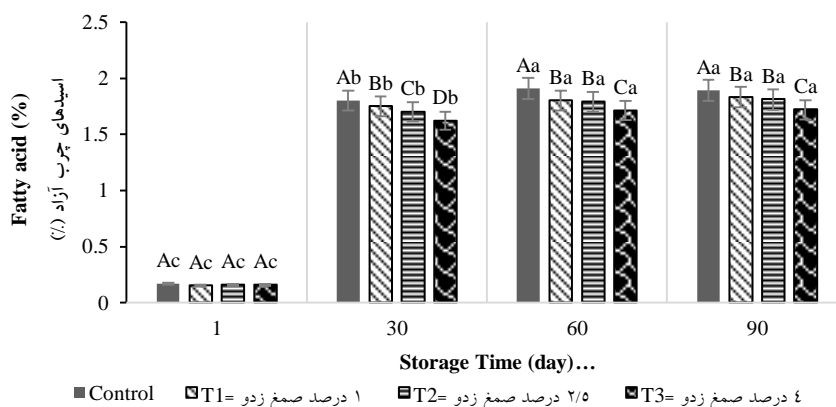 2.5
2
1.5
1
0.5
0
Fatty acid (%)
اسیدهای چرب آزاد (٪)
Ac Ac Ac Ac
Ab Bb Cb Db
Aa Ba Ba Ca
Aa Ba Ba Ca
1 30 60 90
Storage Time (day)…
Control T1= ۱ درصد صمغ زدو T2= ۲/۵ درصد صمغ زدو T3= ٤ درصد صمغ زدو